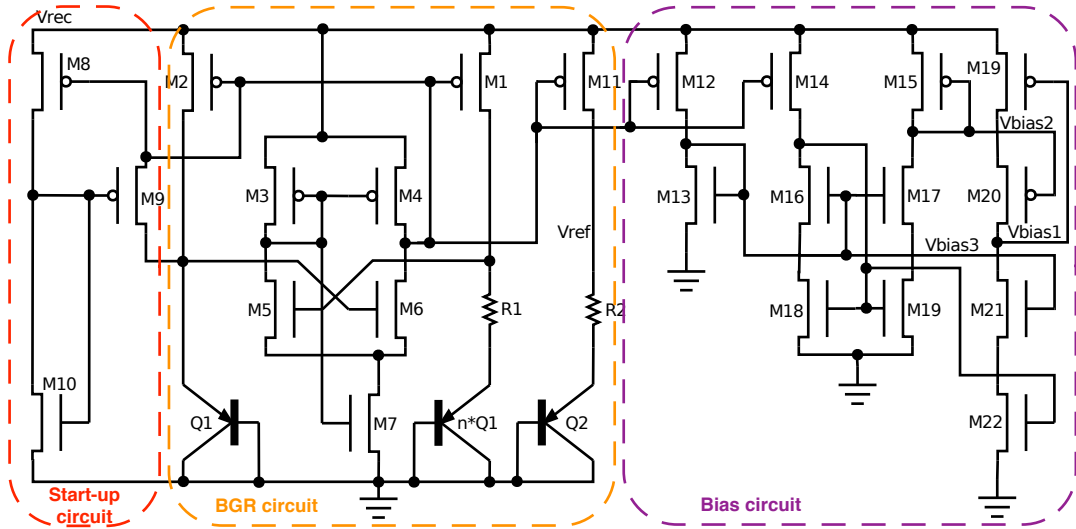 Vrec
M8
M2
M1
M11
M12
M14
M15
M19
Vbias2
M9
M3
M4
M13
M16
M17
M20
Vref
Vbias3
Vbias1
M5
M6
R1
R2
M18
M19
M21
M10
Q1
M7
n*Q1
Q2
M22
Start-up
circuit
BGR circuit
Bias circuit